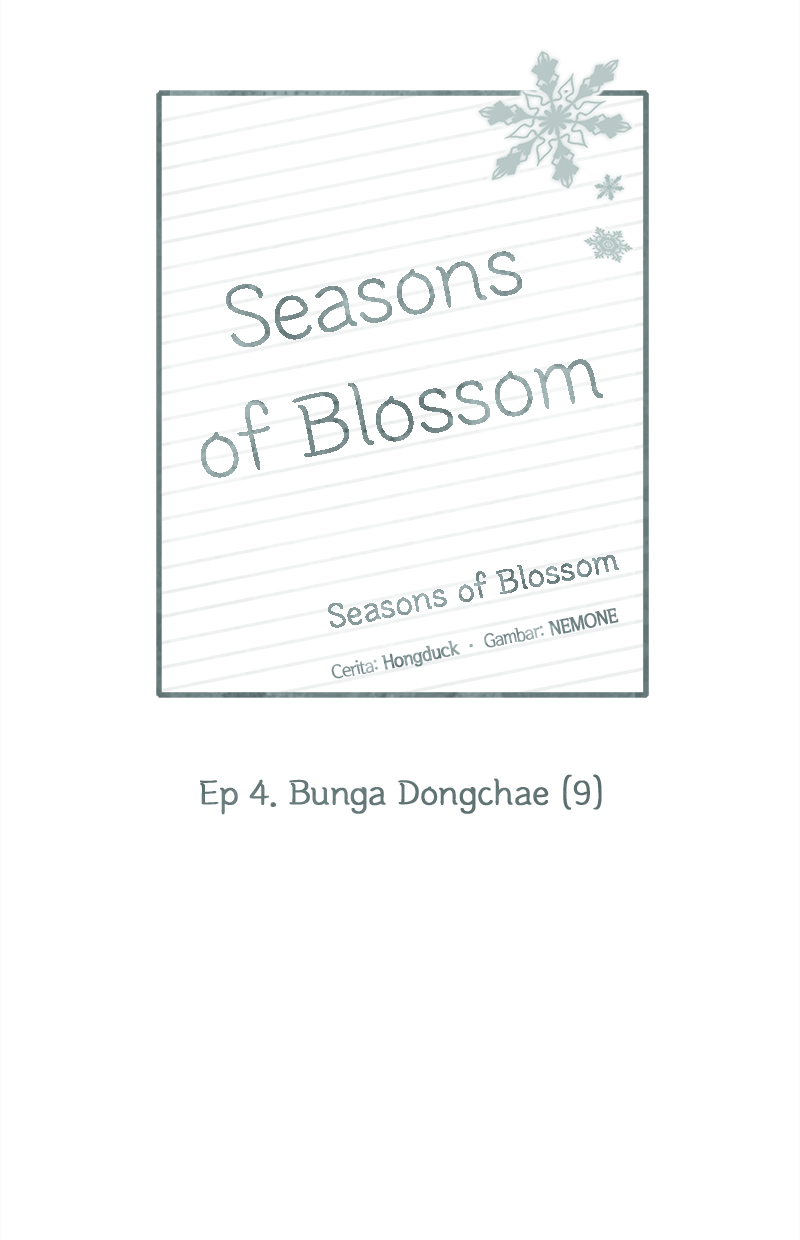 Seasons
of Blossom
Seasons of Blossom
Cerita: Hongduck · Gambar: NEMONE
Ep 4. Bunga Dongchae (9)